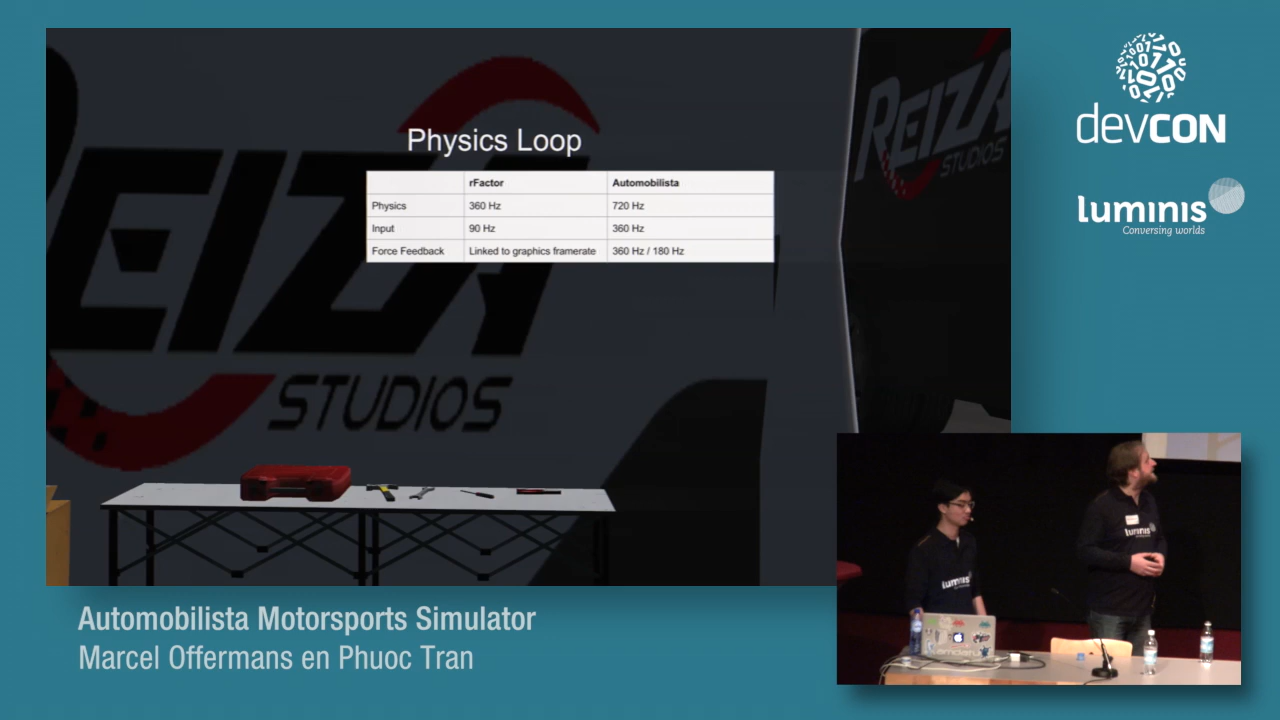 REIZA
STUDIOS
REIZA
STUDIOS
Physics Loop
rFactor Automobilista
Physics 360 Hz 720 Hz
Input 90 Hz 360 Hz
Force Feedback Linked to graphics framerate 360 Hz / 180 Hz
devcon
luminis
Conversing worlds
luminis
luminis
Automobilista Motorsports Simulator
Marcel Offermans en Phuoc Tran